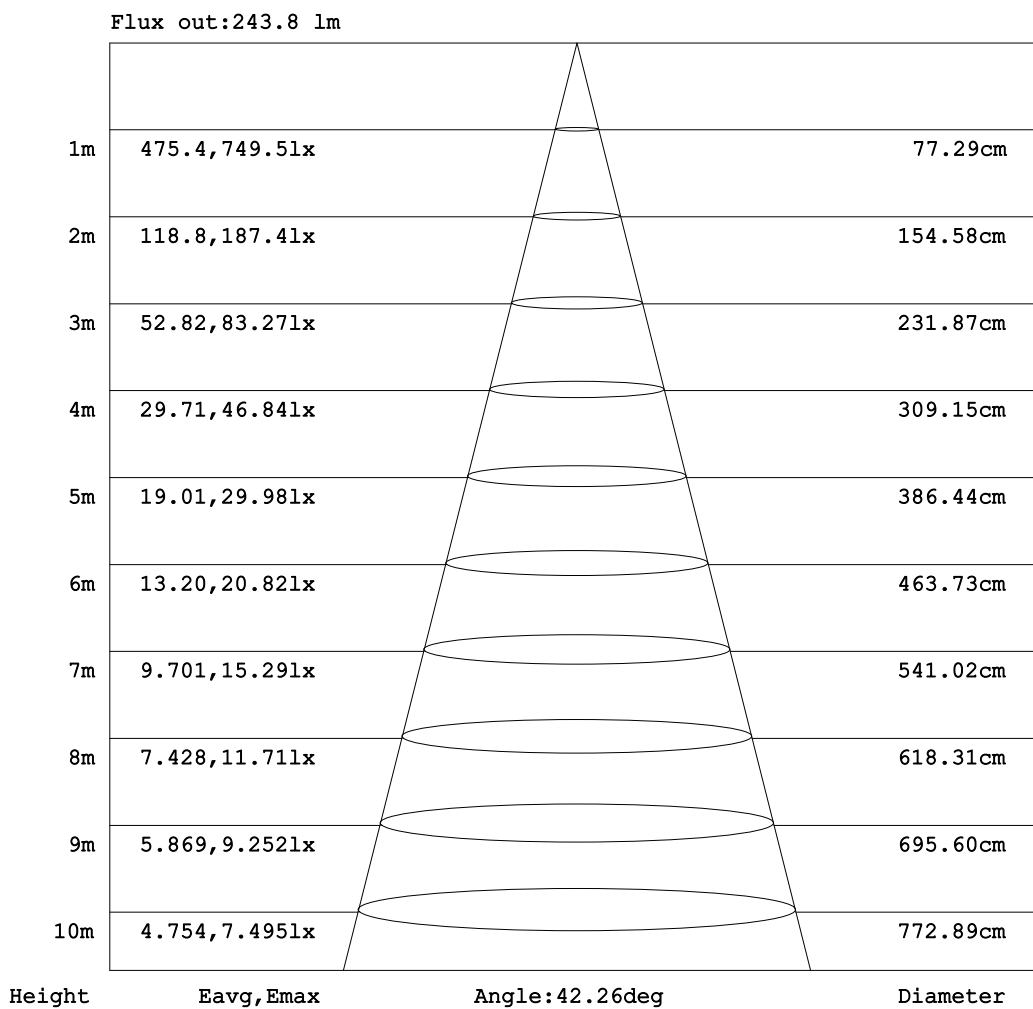 Flux out:243.8 lm
1m 475.4,749.5lx 77.29cm
2m 118.8,187.4lx 154.58cm
3m 52.82,83.27lx 231.87cm
4m 29.71,46.84lx 309.15cm
5m 19.01,29.98lx 386.44cm
6m 13.20,20.82lx 463.73cm
7m 9.701,15.29lx 541.02cm
8m 7.428,11.71lx 618.31cm
9m 5.869,9.252lx 695.60cm
10m 4.754,7.495lx 772.89cm
Height Eavg,Emax Angle:42.26deg Diameter